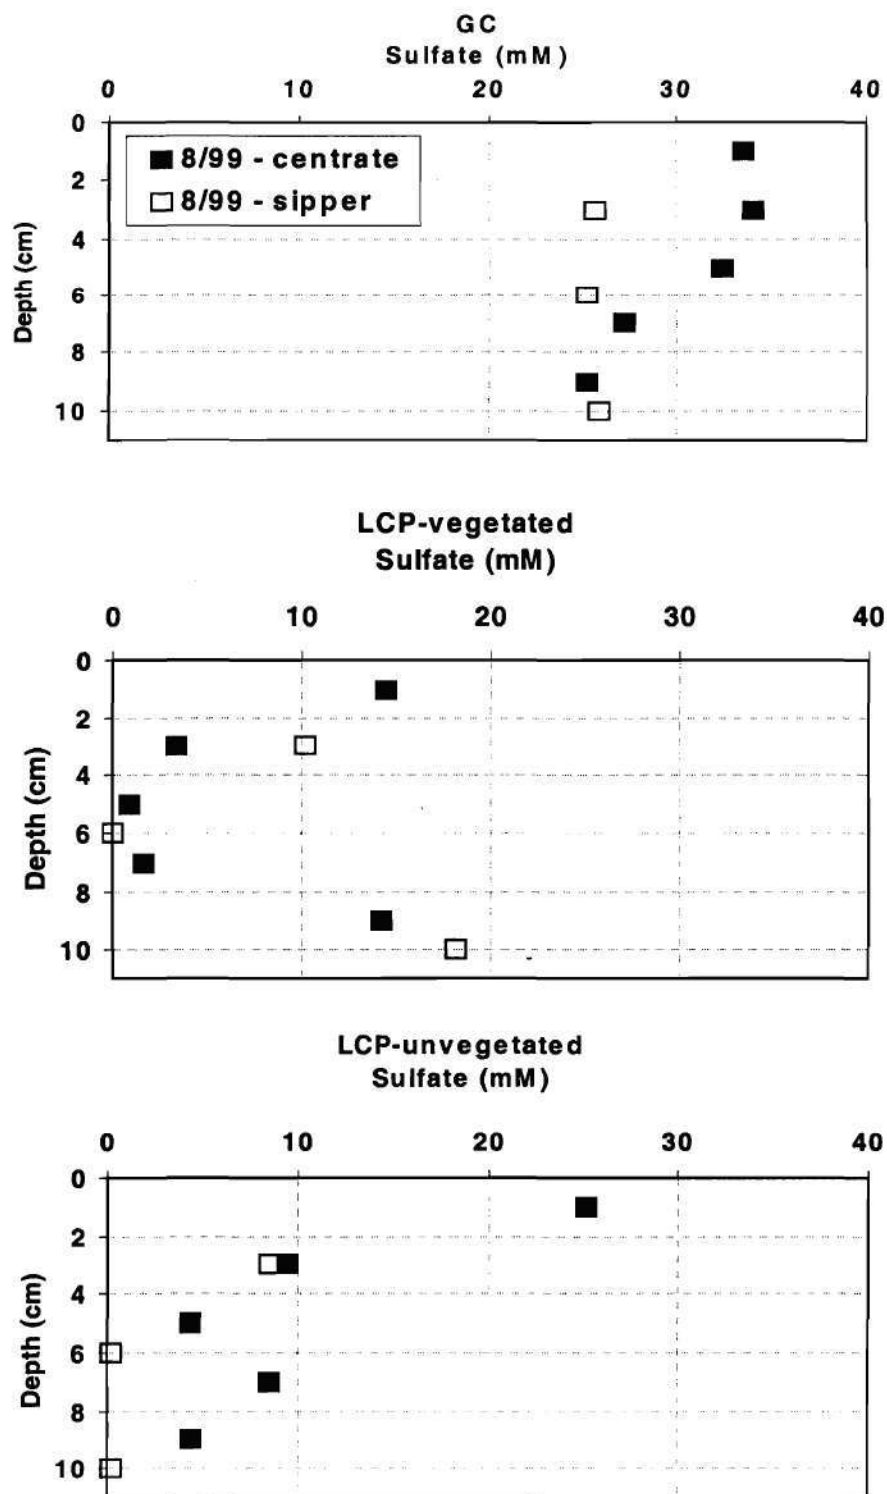 GC
Sulfate (mM)
0 10 20 30 40
0
8/99 - centrate
2
8/99 - sipper
4
6
8
10
Depth (cm)
LCP-vegetated
Sulfate (mM)
0 10 20 30 40
0
2
4
6
8
10
Depth (cm)
LCP-unvegetated
Sulfate (mM)
0 10 20 30 40
0
2
4
6
8
10
Depth (cm)